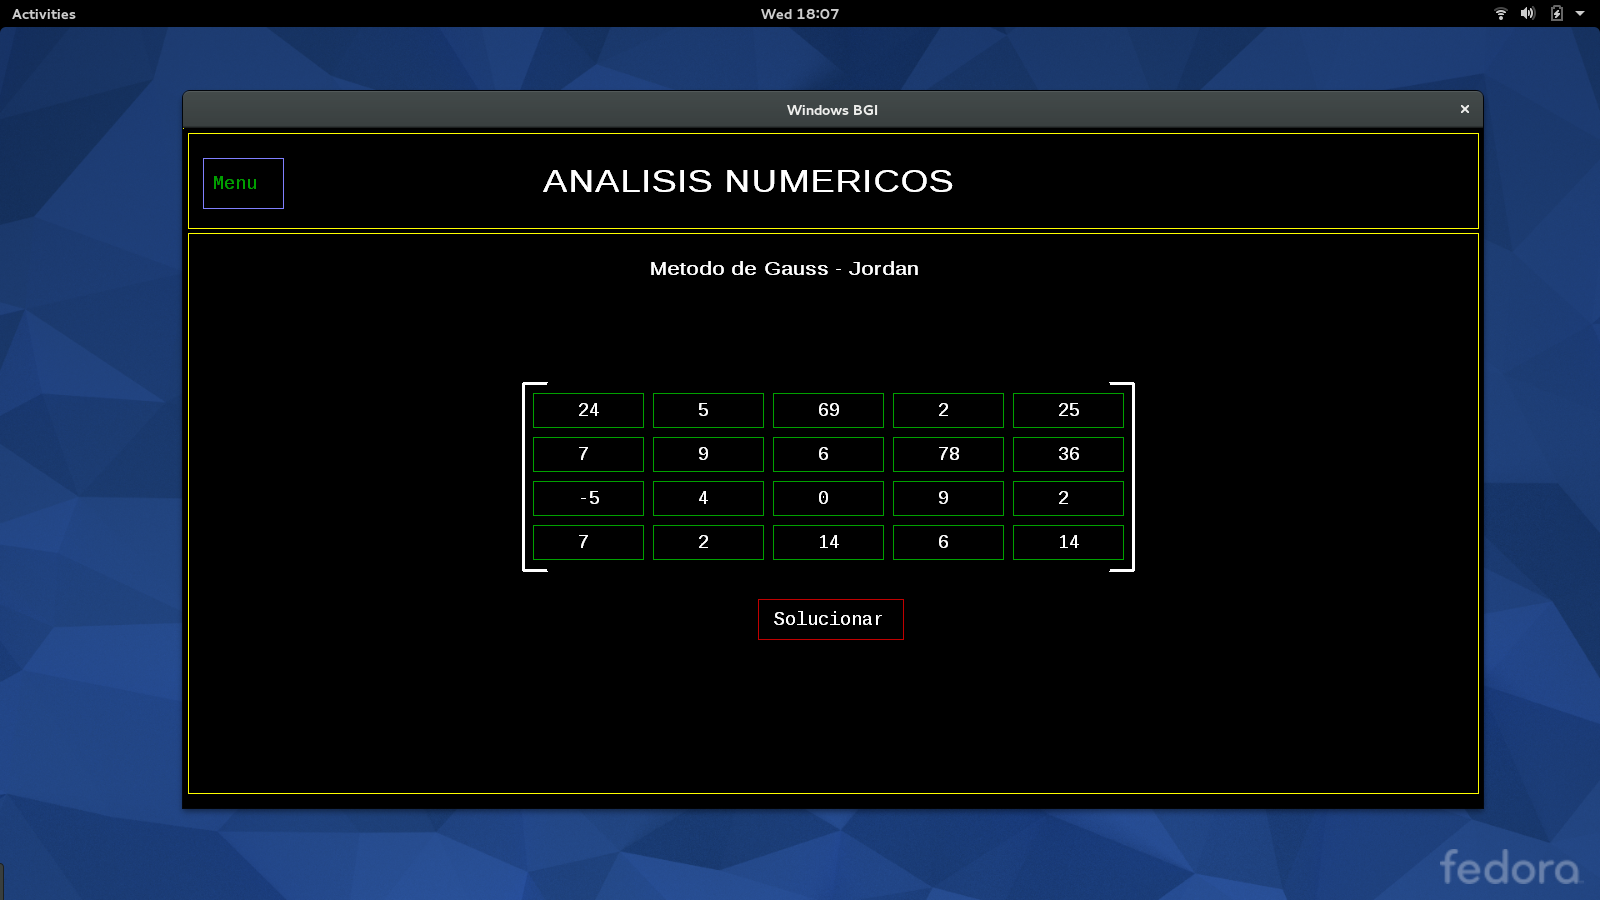 Activities
Wed 18:07
Windows BGI
Menu
ANALISIS NUMERICOS
Metodo de Gauss - Jordan
24 5 69 2 25
7 9 6 78 36
-5 4 0 9 2
7 2 14 6 14
Solucionar
fedora